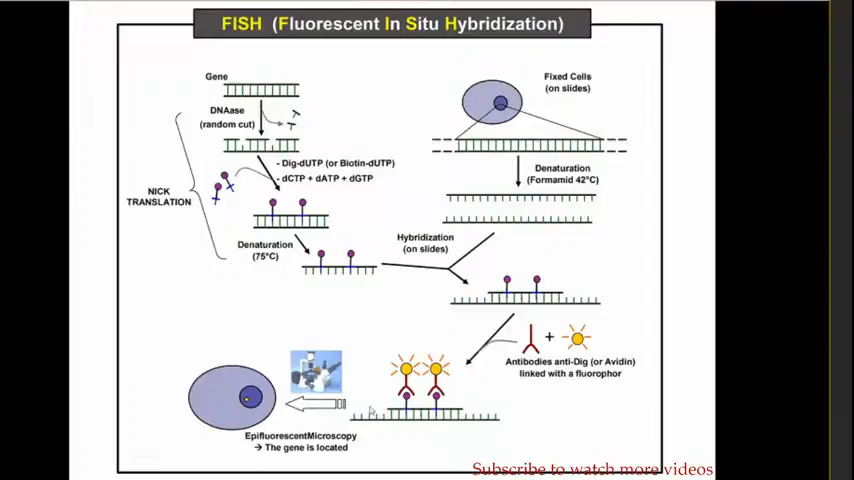 FISH (Fluorescent In Situ Hybridization)
Gene
DNAase
(random cut)
- Dig-dUTP (or Biotin-dUTP)
- dCTP + dATP + dGTP
NICK
TRANSLATION
Denaturation
(75°C)
Fixed Cells
(on slides)
Denaturation
(Formamid 42°C)
Hybridization
(on slides)
+
Antibodies anti-Dig (or Avidin)
linked with a fluorophor
EpifluorescentMicroscopy
→ The gene is located
Subscribe to watch more videos